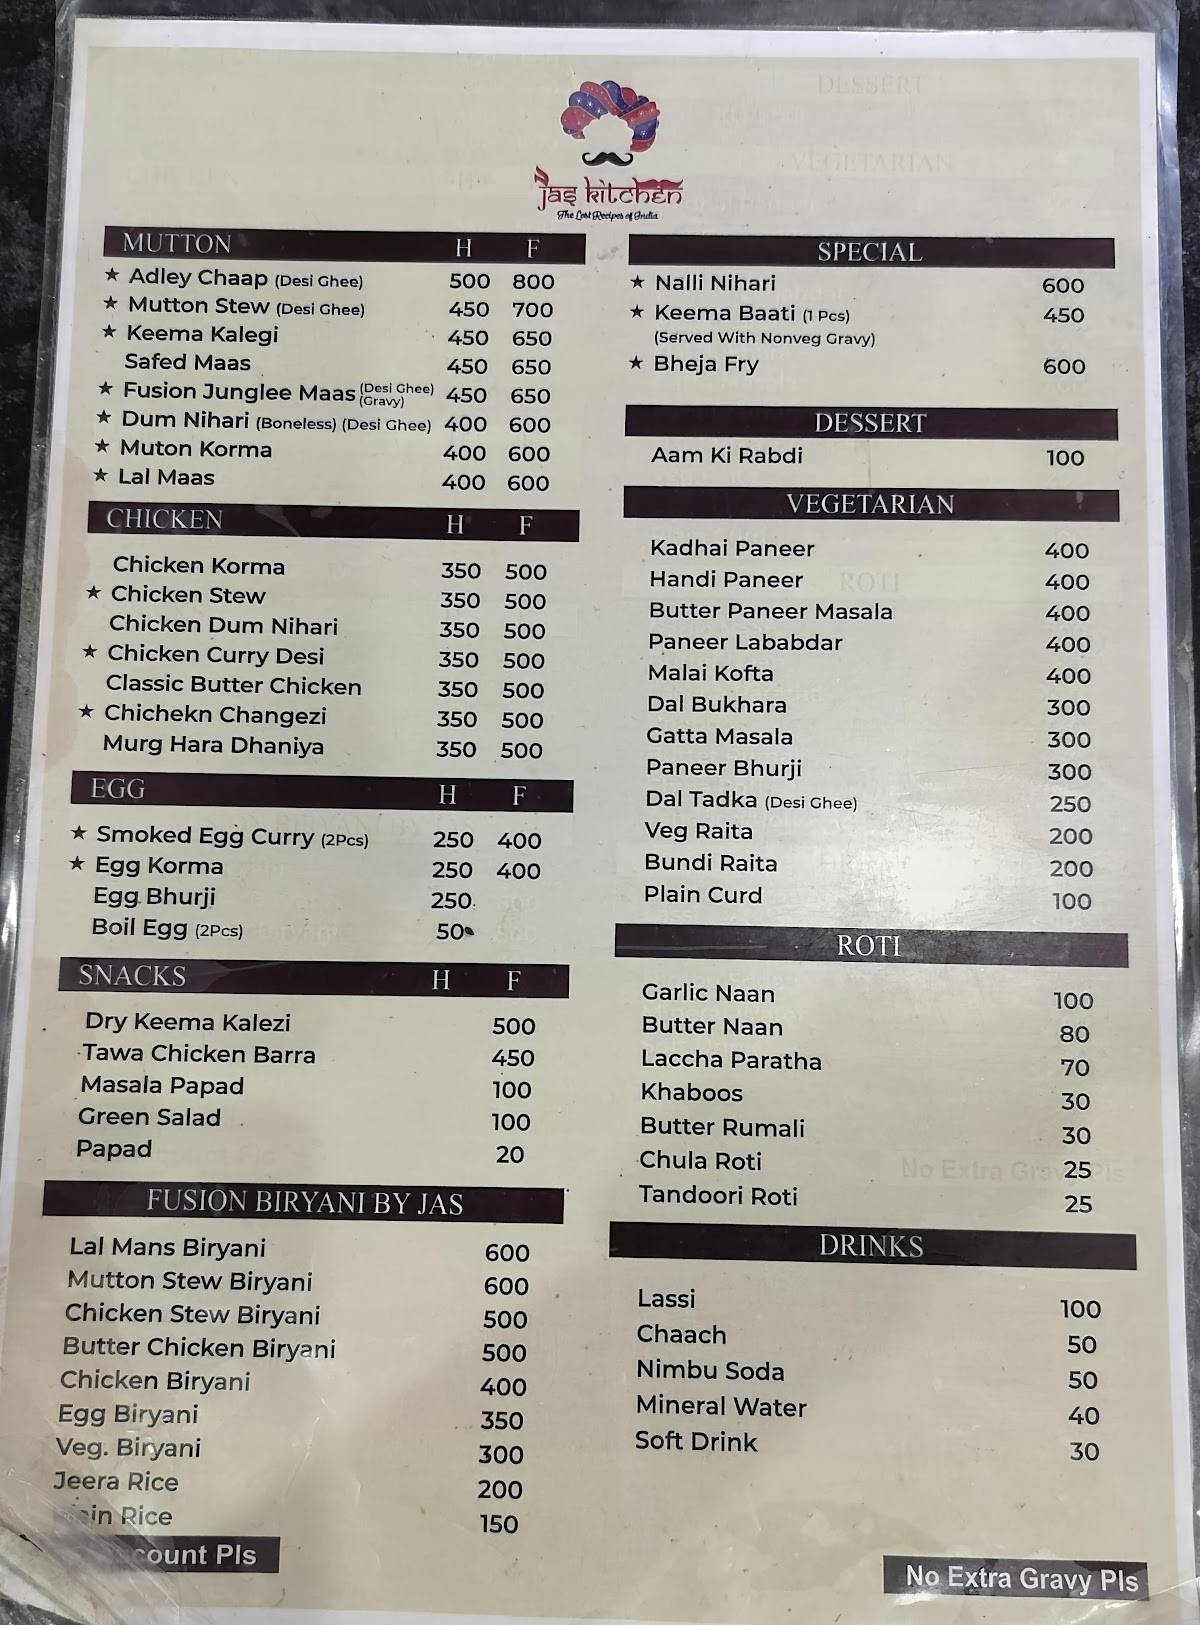 Jas kitchen
The Lost Recipes of India
MUTTON H F
★ Adley Chaap (Desi Ghee) 500 800
★ Mutton Stew (Desi Ghee) 450 700
★ Keema Kalegi 450 650
Safed Maas 450 650
★ Fusion Junglee Maas (Desi Ghee) (Gravy) 450 650
★ Dum Nihari (Boneless) (Desi Ghee) 400 600
★ Muton Korma 400 600
★ Lal Maas 400 600
CHICKEN H F
Chicken Korma 350 500
★ Chicken Stew 350 500
Chicken Dum Nihari 350 500
★ Chicken Curry Desi 350 500
Classic Butter Chicken 350 500
★ Chichekn Changezi 350 500
Murg Hara Dhaniya 350 500
EGG H F
★ Smoked Egg Curry (2Pcs) 250 400
★ Egg Korma 250 400
Egg Bhurji 250
Boil Egg (2Pcs) 50
SNACKS H F
Dry Keema Kalezi 500
Tawa Chicken Barra 450
Masala Papad 100
Green Salad 100
Papad 20
FUSION BIRYANI BY JAS
Lal Mans Biryani 600
Mutton Stew Biryani 600
Chicken Stew Biryani 500
Butter Chicken Biryani 500
Chicken Biryani 400
Egg Biryani 350
Veg. Biryani 300
Jeera Rice 200
Rice 150
Pls
SPECIAL
★ Nalli Nihari 600
★ Keema Baati (1 Pcs) 450
(Served With Nonveg Gravy)
★ Bheja Fry 600
DESSERT
Aam Ki Rabdi 100
VEGETARIAN
Kadhai Paneer 400
Handi Paneer 400
Butter Paneer Masala 400
Paneer Lababdar 400
Malai Kofta 400
Dal Bukhara 300
Gatta Masala 300
Paneer Bhurji 300
Dal Tadka (Desi Ghee) 250
Veg Raita 200
Bundi Raita 200
Plain Curd 100
ROTI
Garlic Naan 100
Butter Naan 80
Laccha Paratha 70
Khaboos 30
Butter Rumali 30
Chula Roti 25
Tandoori Roti 25
DRINKS
Lassi 100
Chaach 50
Nimbu Soda 50
Mineral Water 40
Soft Drink 30
No Extra Gravy Pls